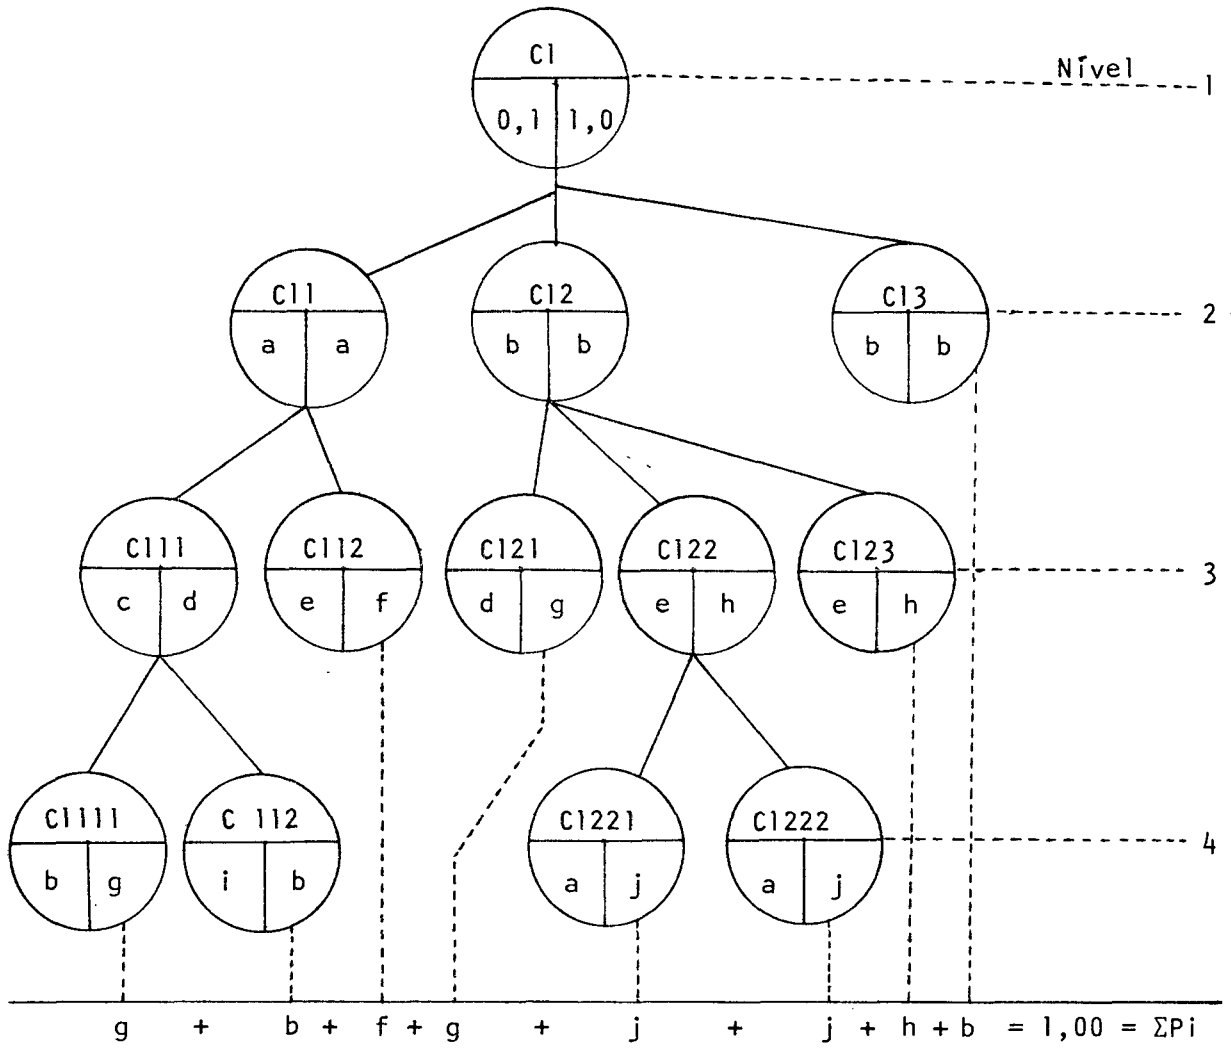 C1
Nível
1
0,1 1,0
C11 C12 C13
2
a a b b b b
C111 C112 C121 C122 C123
3
c d e f d g e h e h
C1111 C 112 C1221 C1222
4
b g i b a j a j
g + b + f + g + j + j + h + b = 1,00 = ΣPi